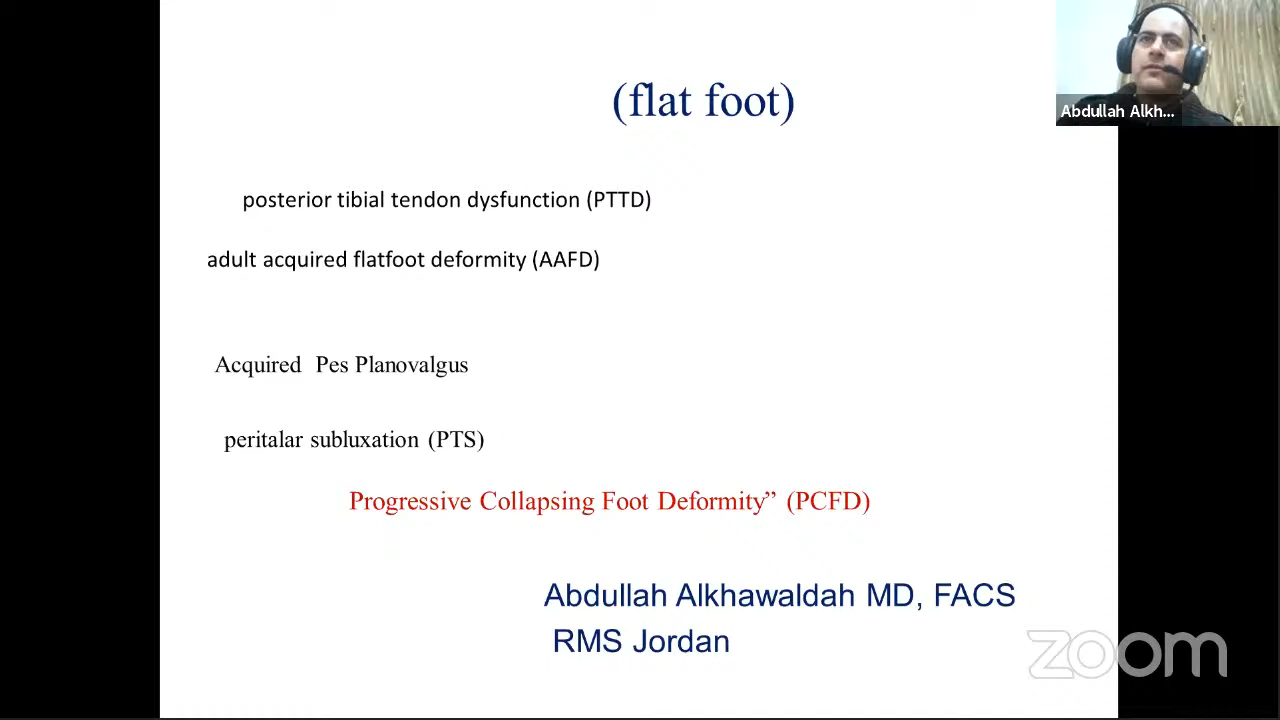 (flat foot)
Abdullah Alkh...
posterior tibial tendon dysfunction (PTTD)
adult acquired flatfoot deformity (AAFD)
Acquired Pes Planovalgus
peritalar subluxation (PTS)
Progressive Collapsing Foot Deformity” (PCFD)
Abdullah Alkhawaldah MD, FACS
RMS Jordan
zoom